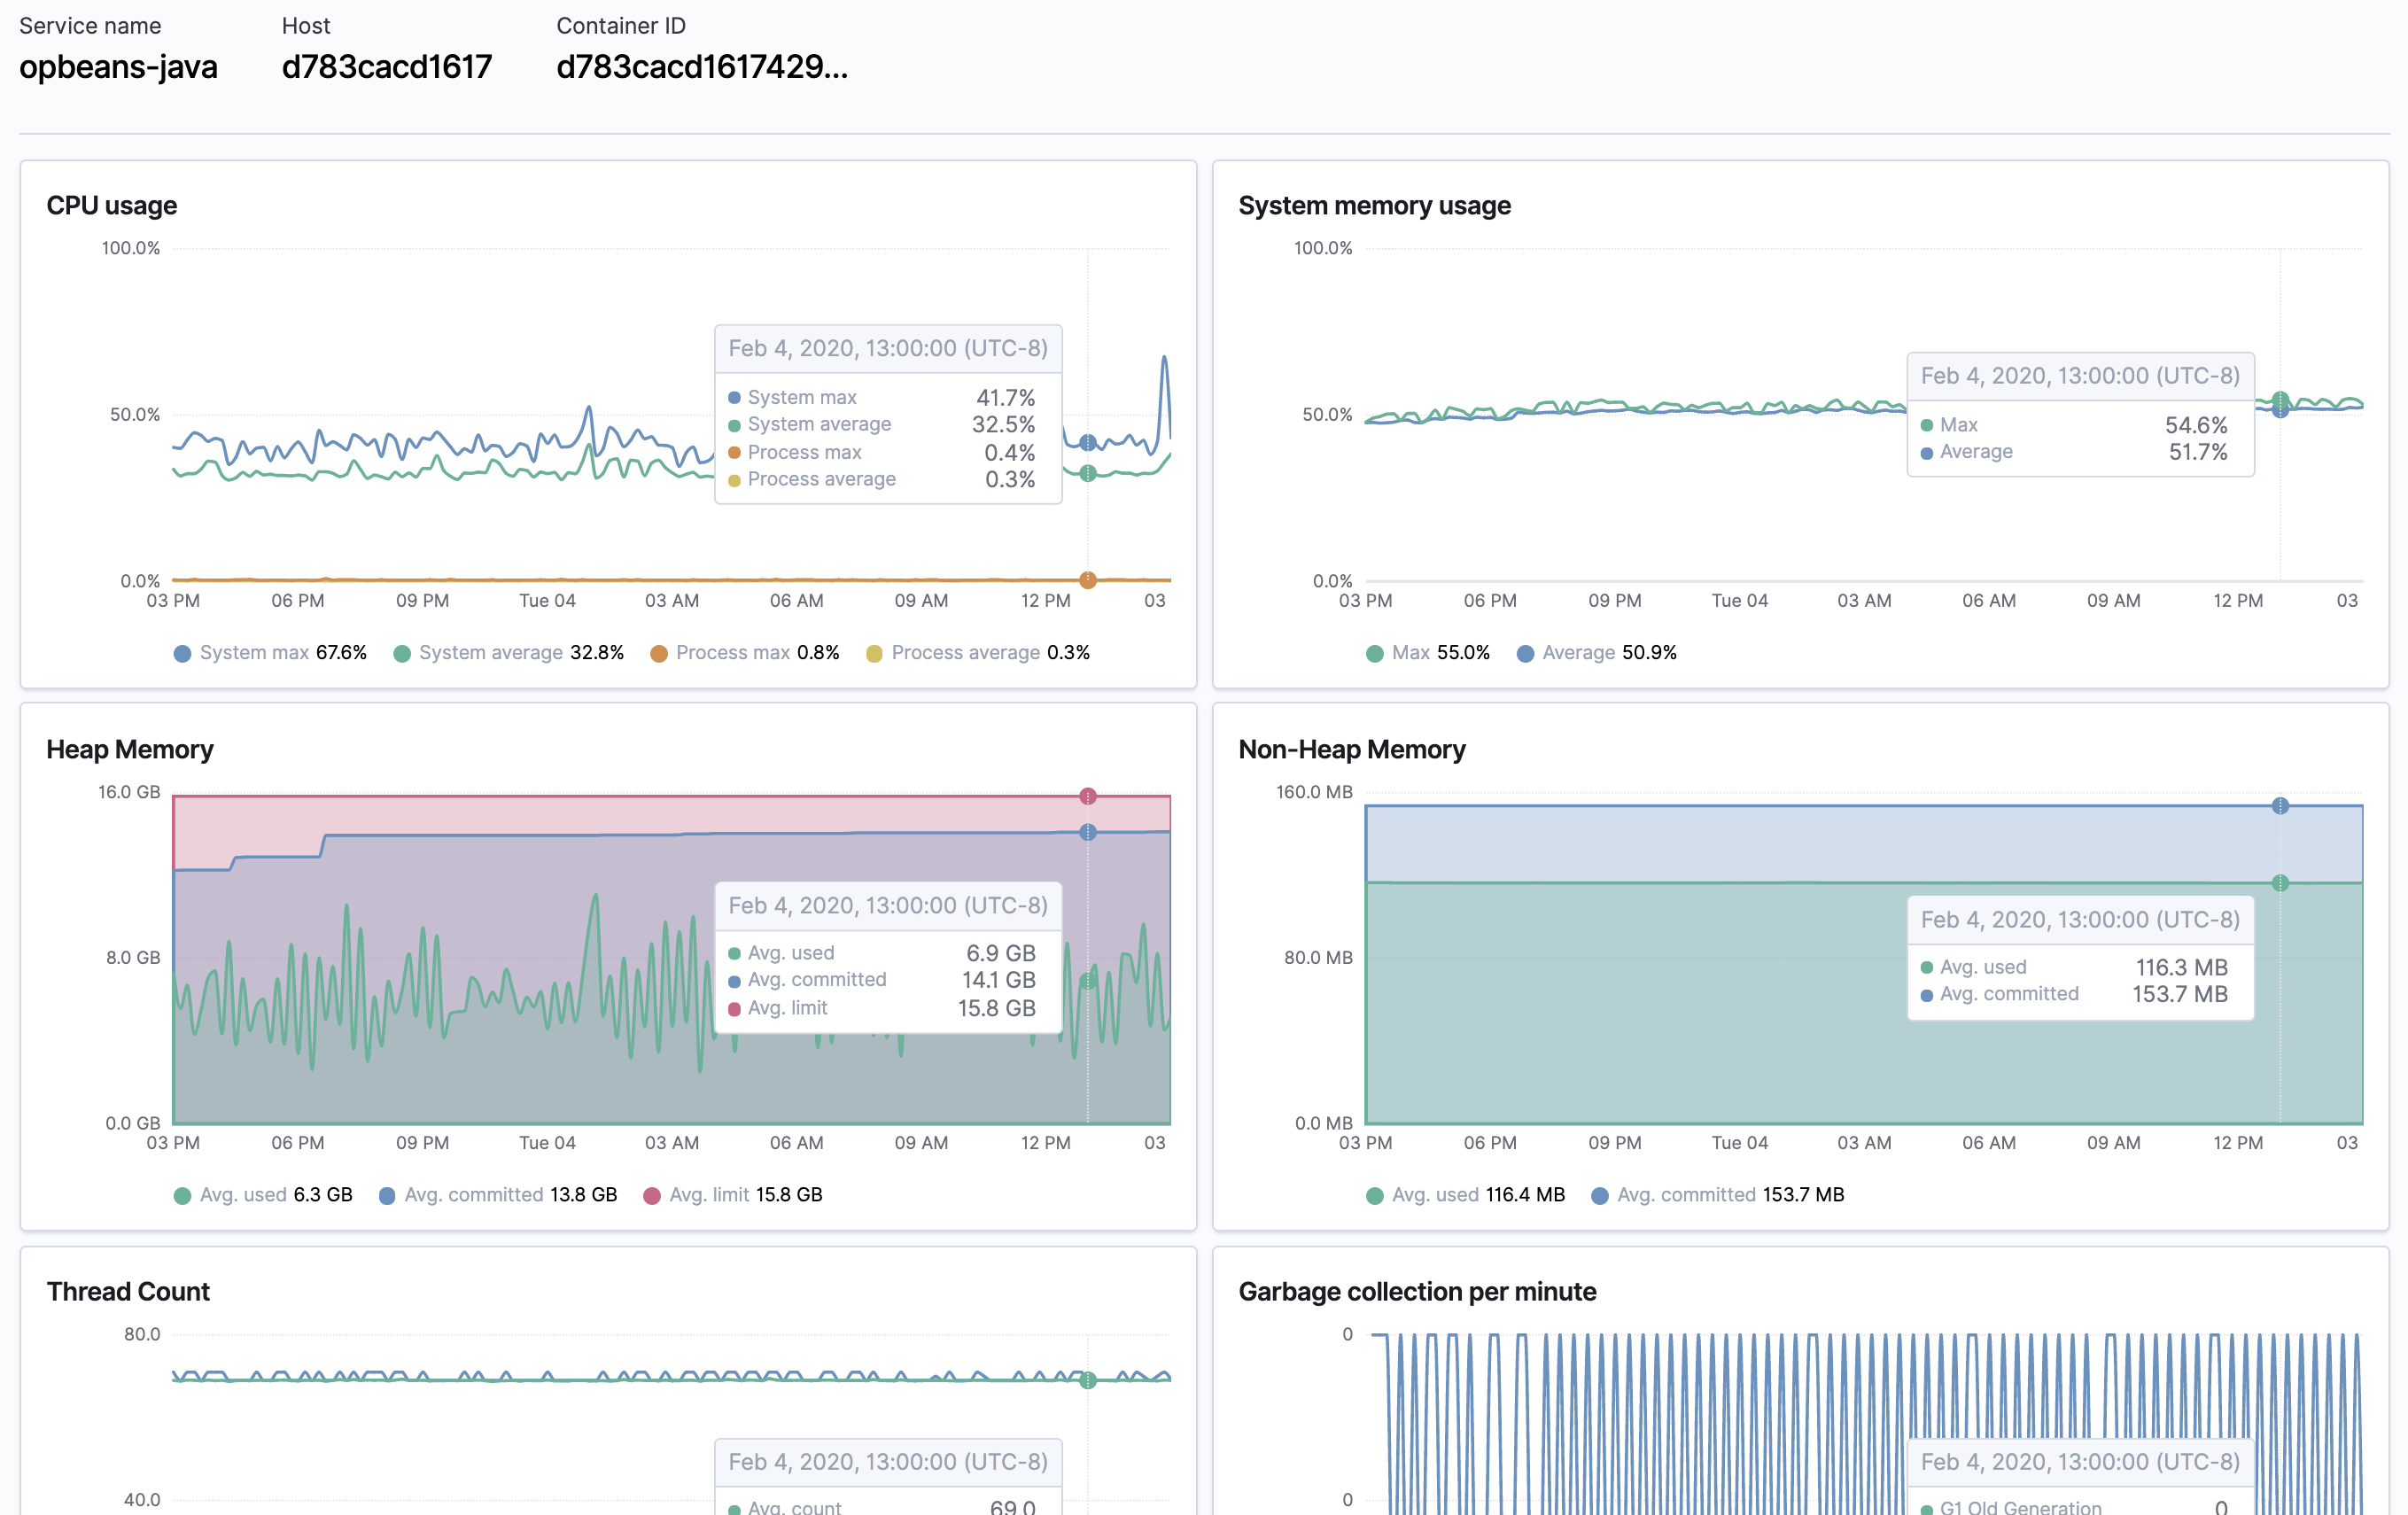 Service name Host Container ID
opbeans-java d783cacd1617 d783cacd1617429...
CPU usage
100.0%
50.0%
0.0%
03 PM 06 PM 09 PM Tue 04 03 AM 06 AM 09 AM 12 PM 03
Feb 4, 2020, 13:00:00 (UTC-8)
System max 41.7%
System average 32.5%
Process max 0.4%
Process average 0.3%
System max 67.6% System average 32.8% Process max 0.8% Process average 0.3%
System memory usage
100.0%
50.0%
0.0%
03 PM 06 PM 09 PM Tue 04 03 AM 06 AM 09 AM 12 PM 03
Feb 4, 2020, 13:00:00 (UTC-8)
Max 54.6%
Average 51.7%
Max 55.0% Average 50.9%
Heap Memory
16.0 GB
8.0 GB
0.0 GB
03 PM 06 PM 09 PM Tue 04 03 AM 06 AM 09 AM 12 PM 03
Feb 4, 2020, 13:00:00 (UTC-8)
Avg. used 6.9 GB
Avg. committed 14.1 GB
Avg. limit 15.8 GB
Avg. used 6.3 GB Avg. committed 13.8 GB Avg. limit 15.8 GB
Non-Heap Memory
160.0 MB
80.0 MB
0.0 MB
03 PM 06 PM 09 PM Tue 04 03 AM 06 AM 09 AM 12 PM 03
Feb 4, 2020, 13:00:00 (UTC-8)
Avg. used 116.3 MB
Avg. committed 153.7 MB
Avg. used 116.4 MB Avg. committed 153.7 MB
Thread Count
80.0
40.0
Feb 4, 2020, 13:00:00 (UTC-8)
Avg. count 69.0
Garbage collection per minute
0
0
Feb 4, 2020, 13:00:00 (UTC-8)
G1 Old Generation 0